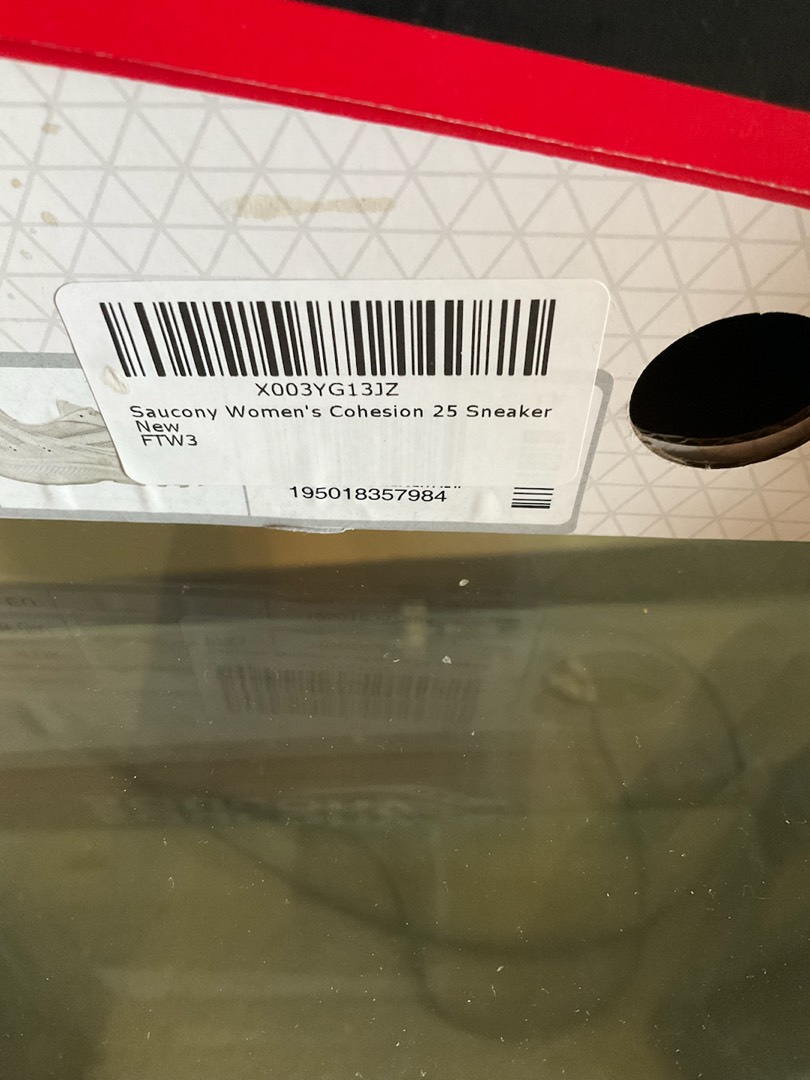 X003YG13JZ
Saucony Women's Cohesion 25 Sneaker
New
FTW3
195018357984